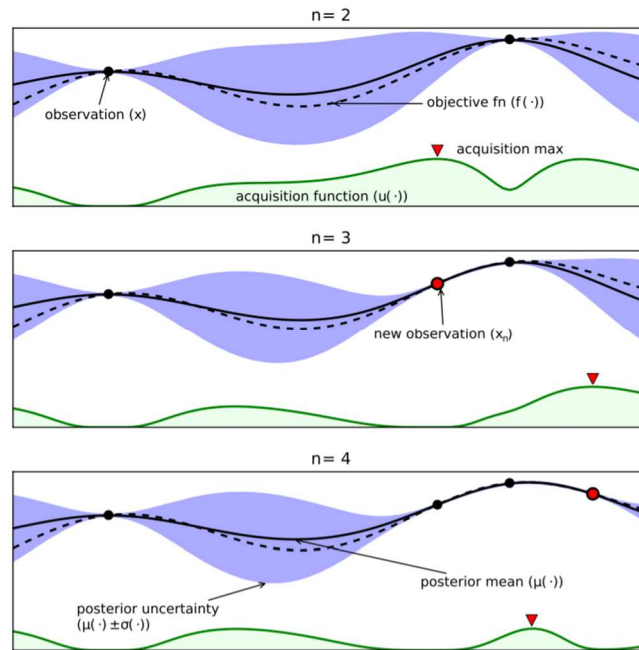 n= 2
observation (x)
objective fn (f(·))
acquisition max
acquisition function (u(·))
n= 3
new observation (xₙ)
n= 4
posterior mean (μ(·))
posterior uncertainty
(μ(·) ±σ(·))